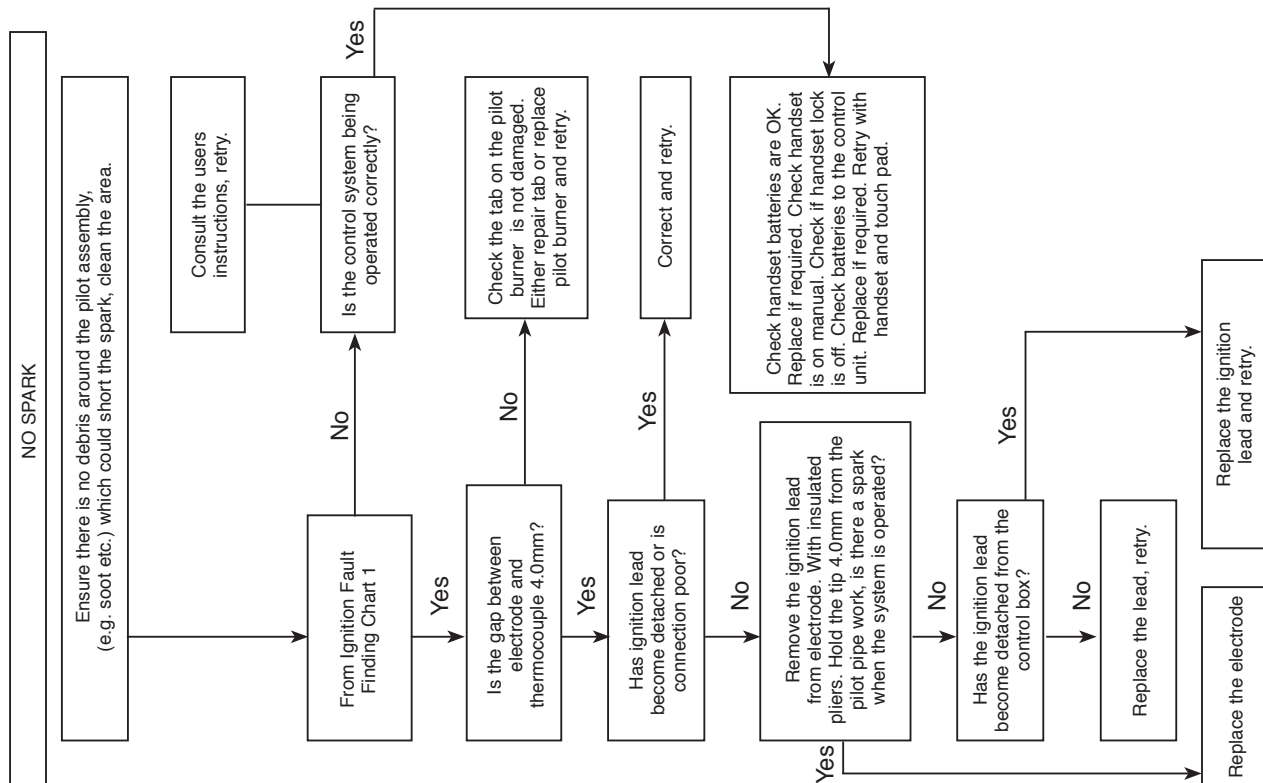 NO SPARK
Ensure there is no debris around the pilot assembly,
(e.g. soot etc.) which could short the spark, clean the area.
From Ignition Fault
Finding Chart 1
No
Is the control system being
operated correctly?
Consult the users
instructions, retry.
Yes
Yes
Is the gap between
electrode and
thermocouple 4.0mm?
No
Check the tab on the pilot
burner is not damaged.
Either repair tab or replace
pilot burner and retry.
Yes
Has ignition lead
become detached or is
connection poor?
Yes
Correct and retry.
No
Check handset batteries are OK.
Replace if required. Check handset
is on manual. Check if handset lock
is off. Check batteries to the control
unit. Replace if required. Retry with
handset and touch pad.
Remove the ignition lead
from electrode. With insulated
pliers. Hold the tip 4.0mm from the
pilot pipe work, is there a spark
when the system is operated?
Yes
No
Has the ignition lead
become detached from the
control box?
Yes
No
Replace the lead, retry.
Replace the electrode
Replace the ignition
lead and retry.